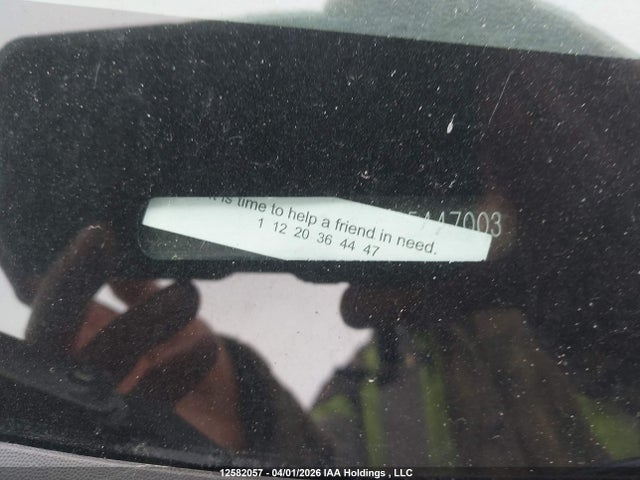 is time to help a friend in need.
1 12 20 36 44 47
5447003
12582057 - 04/01/2026 IAA Holdings , LLC